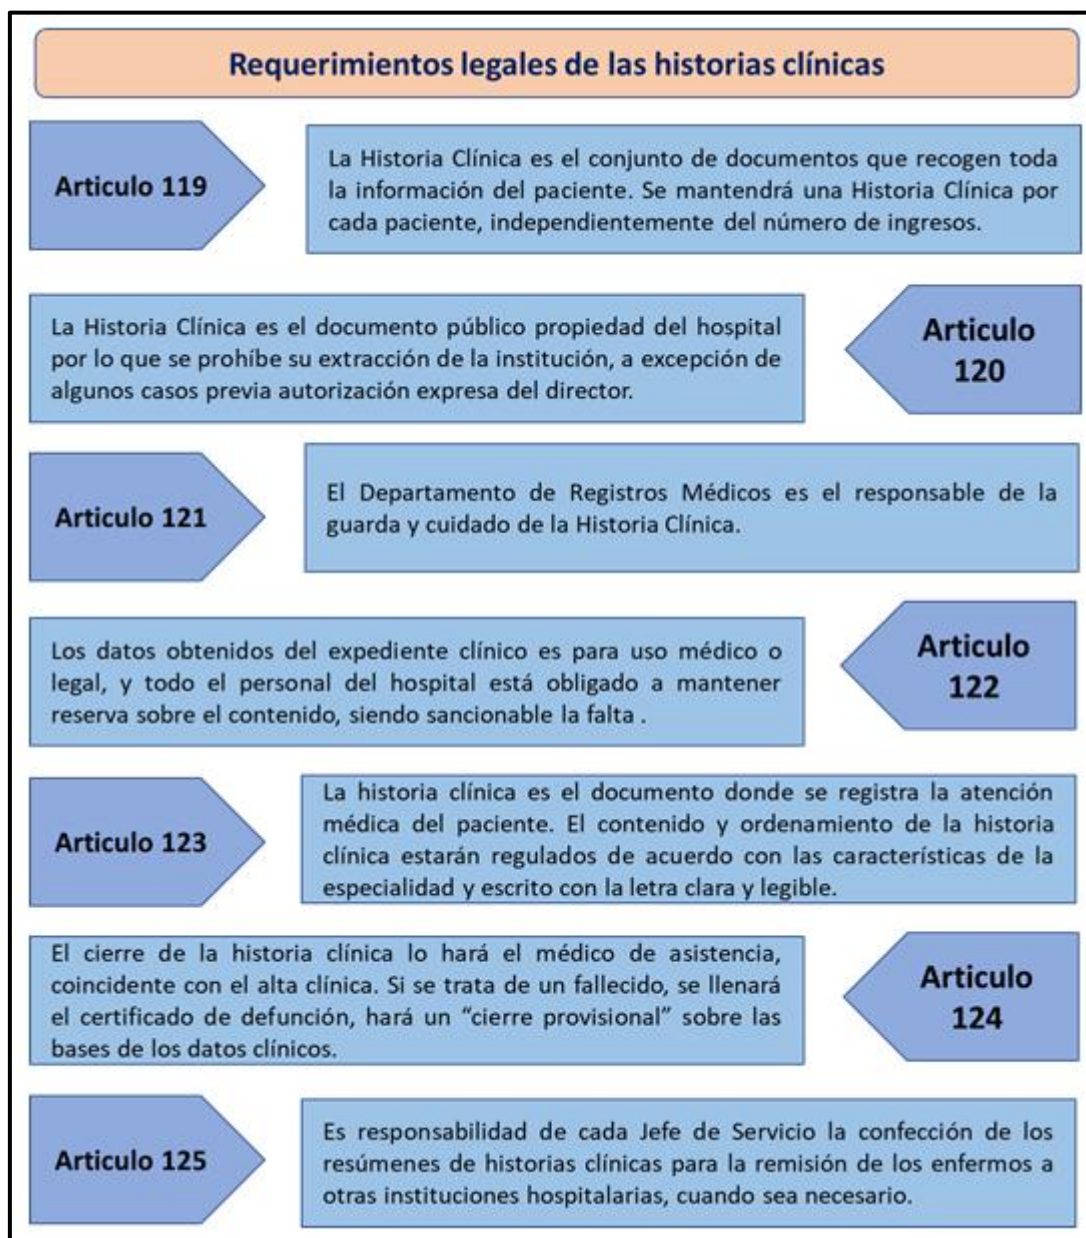 Requerimientos legales de las historias clínicas
Articulo 119
La Historia Clínica es el conjunto de documentos que recogen toda
la información del paciente. Se mantendrá una Historia Clínica por
cada paciente, independientemente del número de ingresos.
La Historia Clínica es el documento público propiedad del hospital
por lo que se prohíbe su extracción de la institución, a excepción de
algunos casos previa autorización expresa del director.
Articulo
120
Articulo 121
El Departamento de Registros Médicos es el responsable de la
guarda y cuidado de la Historia Clínica.
Los datos obtenidos del expediente clínico es para uso médico o
legal, y todo el personal del hospital está obligado a mantener
reserva sobre el contenido, siendo sancionable la falta .
Articulo
122
Articulo 123
La historia clínica es el documento donde se registra la atención
médica del paciente. El contenido y ordenamiento de la historia
clínica estarán regulados de acuerdo con las características de la
especialidad y escrito con la letra clara y legible.
El cierre de la historia clínica lo hará el médico de asistencia,
coincidente con el alta clínica. Si se trata de un fallecido, se llenará
el certificado de defunción, hará un “cierre provisional” sobre las
bases de los datos clínicos.
Articulo
124
Articulo 125
Es responsabilidad de cada Jefe de Servicio la confección de los
resúmenes de historias clínicas para la remisión de los enfermos a
otras instituciones hospitalarias, cuando sea necesario.